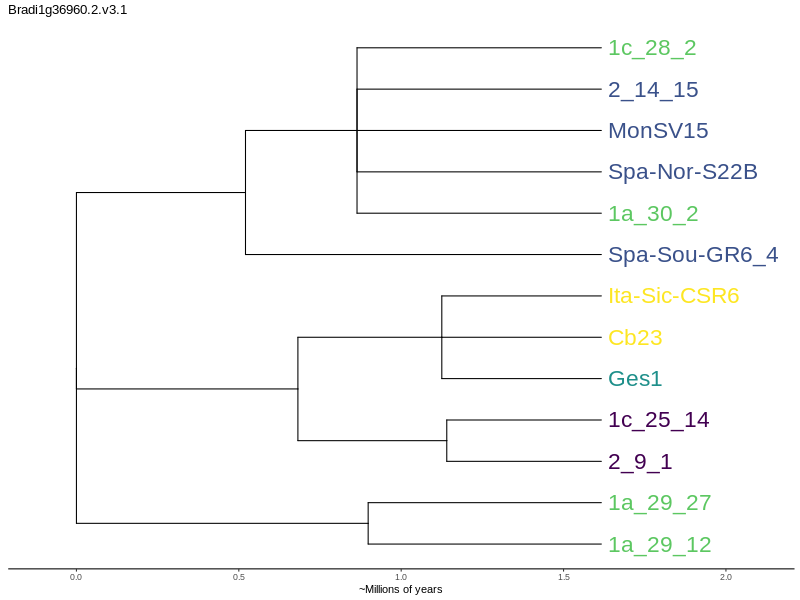 Bradi1g36960.2.v3.1
1c_28_2
2_14_15
MonSV15
Spa-Nor-S22B
1a_30_2
Spa-Sou-GR6_4
Ita-Sic-CSR6
Cb23
Ges1
1c_25_14
2_9_1
1a_29_27
1a_29_12
0.0 0.5 1.0 1.5 2.0
~Millions of years